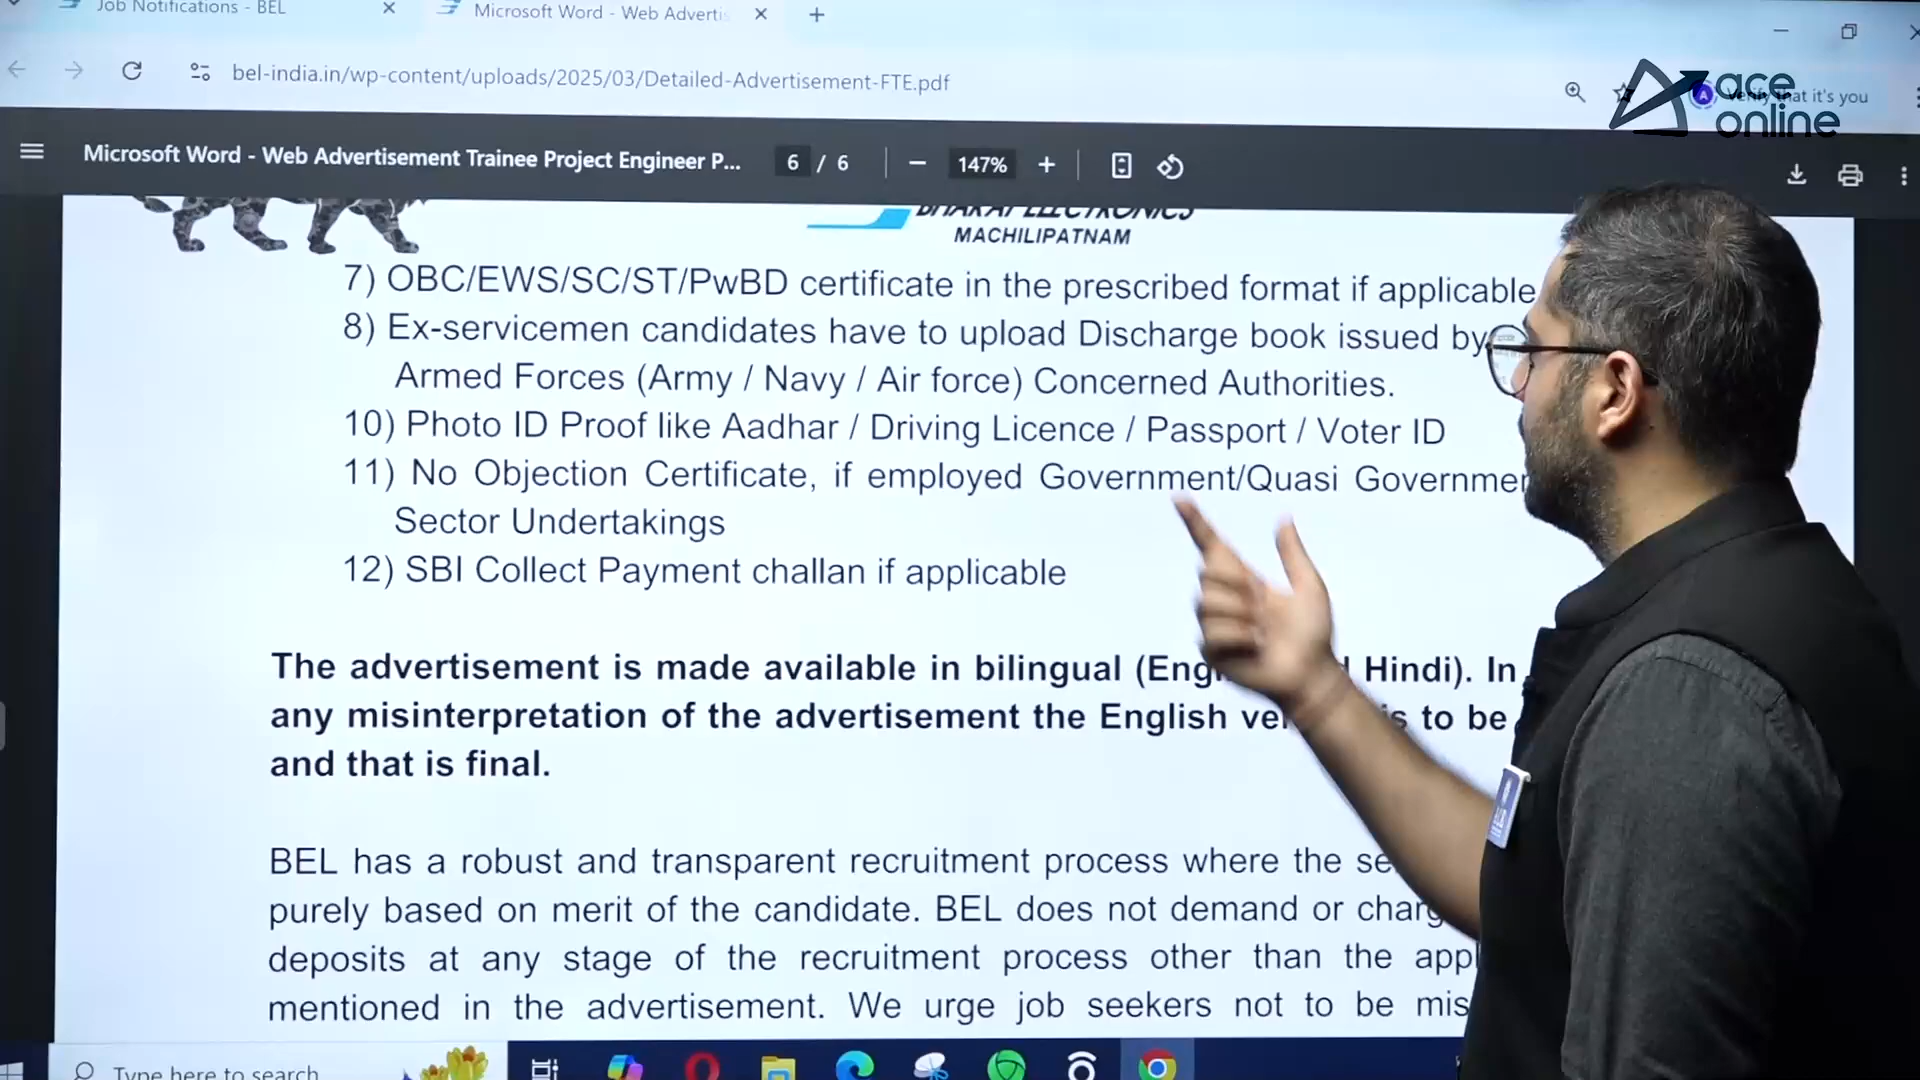 Job Notifications - BEL
Microsoft Word - Web Adverti
bel-india.in/wp-content/uploads/2025/03/Detailed-Advertisement-FTE.pdf
that it's you
ace
online
Microsoft Word - Web Advertisement Trainee Project Engineer P...
6 / 6
147%
BHARAT ELECTRONICS
MACHILIPATNAM
7) OBC/EWS/SC/ST/PwBD certificate in the prescribed format if applicable
8) Ex-servicemen candidates have to upload Discharge book issued by
Armed Forces (Army / Navy / Air force) Concerned Authorities.
10) Photo ID Proof like Aadhar / Driving Licence / Passport / Voter ID
11) No Objection Certificate, if employed Government/Quasi Governmen
Sector Undertakings
12) SBI Collect Payment challan if applicable
The advertisement is made available in bilingual (Eng Hindi). In
any misinterpretation of the advertisement the English ve is to be
and that is final.
BEL has a robust and transparent recruitment process where the se
purely based on merit of the candidate. BEL does not demand or charg
deposits at any stage of the recruitment process other than the app
mentioned in the advertisement. We urge job seekers not to be mis
Type here to search